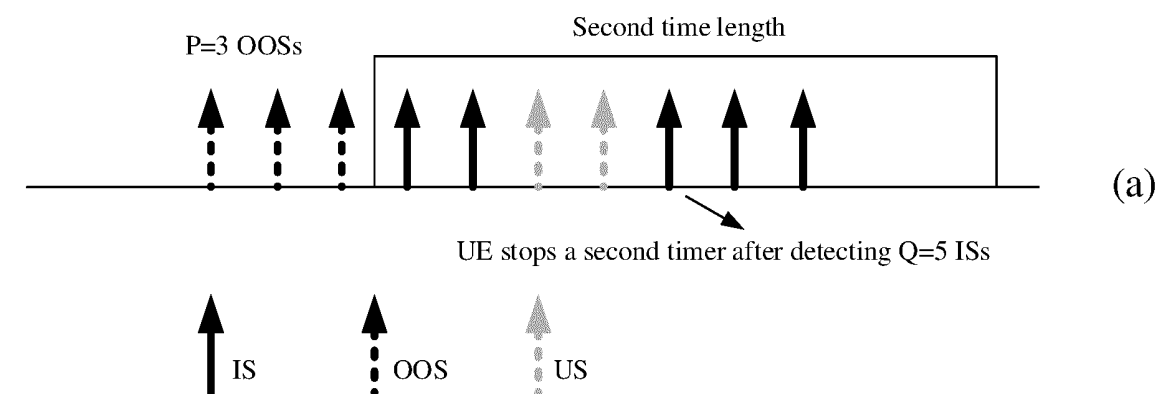 Second time length
P=3 OOSs
(a)
UE stops a second timer after detecting Q=5 ISs
IS OOS US